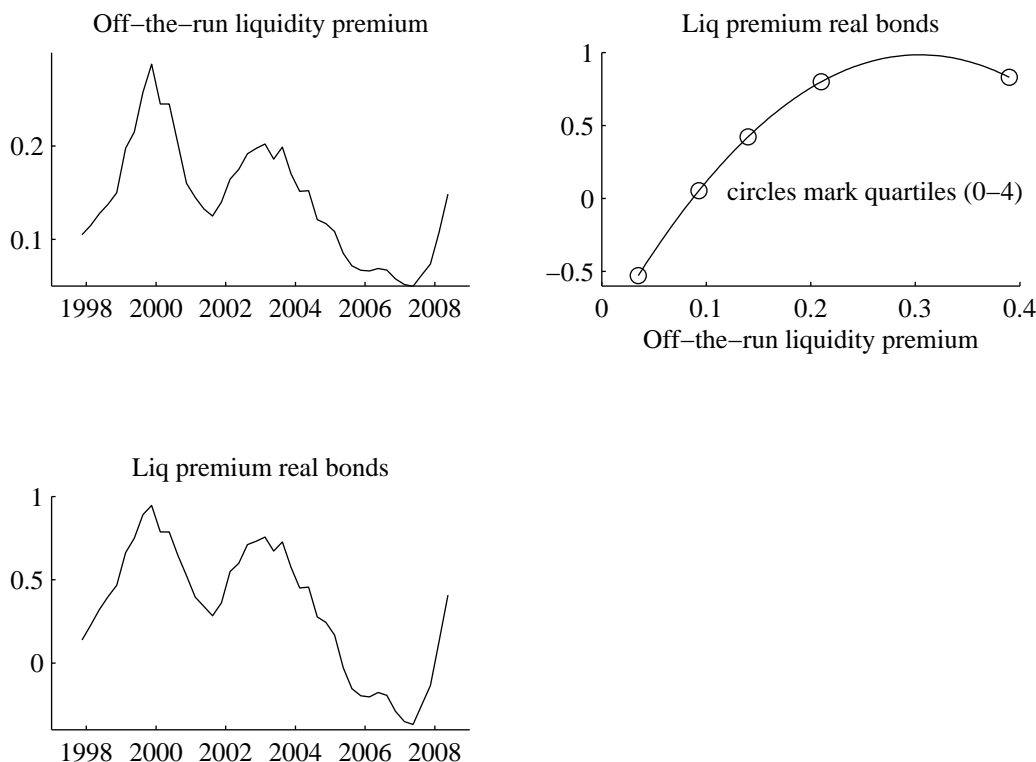 Off−the−run liquidity premium
0.2
0.1
1998 2000 2002 2004 2006 2008
Liq premium real bonds
1
0.5
0
−0.5
circles mark quartiles (0−4)
0 0.1 0.2 0.3 0.4
Off−the−run liquidity premium
Liq premium real bonds
1
0.5
0
1998 2000 2002 2004 2006 2008